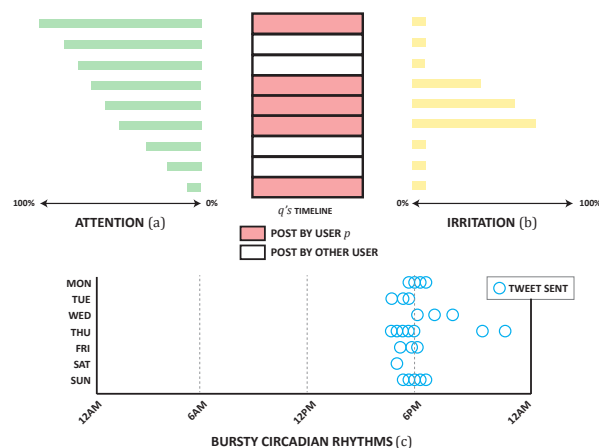 100%
0%
ATTENTION (a)
q's TIMELINE
0%
100%
IRRITATION (b)
POST BY USER p
POST BY OTHER USER
MON
TUE
WED
THU
FRI
SAT
SUN
TWEET SENT
12AM
6AM
12PM
6PM
12AM
BURSTY CIRCADIAN RHYTHMS (c)